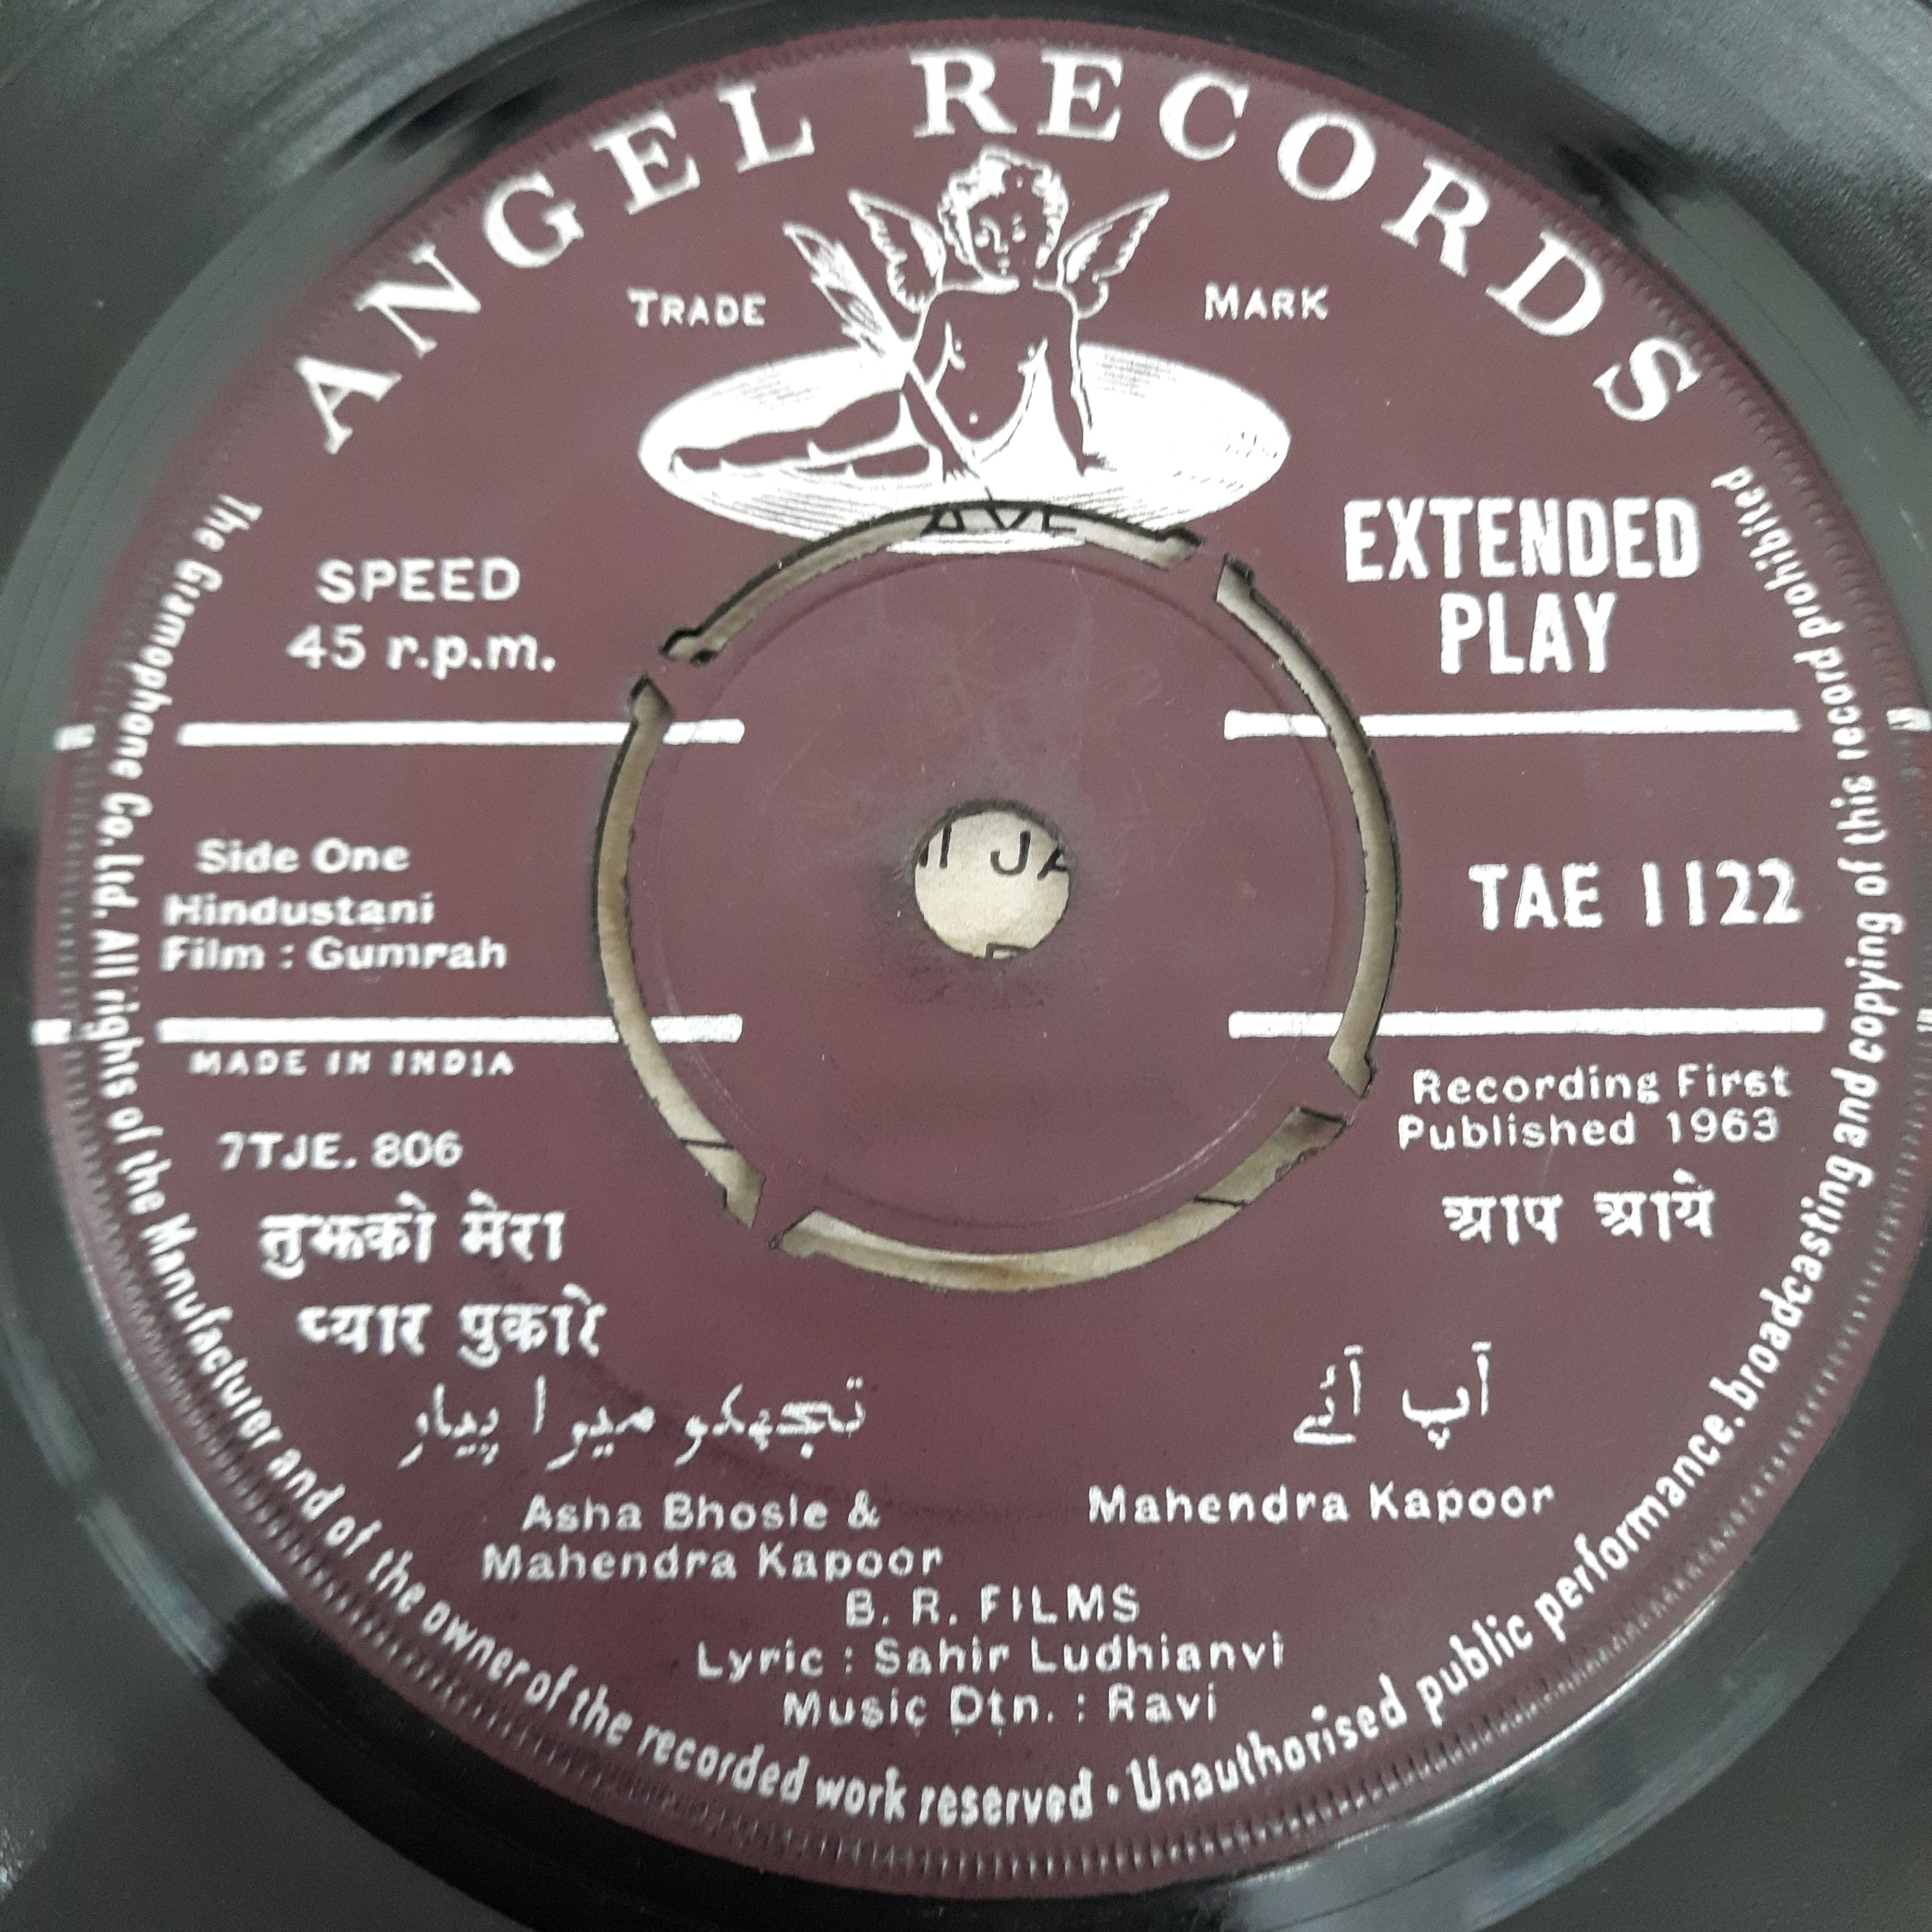 ANGEL RECORDS
TRADE MARK
SPEED
45 r.p.m.
EXTENDED
PLAY
Side One
Hindustani
Film : Gumrah
TAE 1122
MADE IN INDIA
7TJE. 806
Recording First
Published 1963
तुझको मेरा
प्यार पुकारे
आप आये
تجهکو میرا پیار
آپ آئے
Asha Bhosle &
Mahendra Kapoor
Mahendra Kapoor
B. R. FILMS
Lyric : Sahir Ludhianvi
Music Dtn. : Ravi
The Gramophone Co. Ltd. All rights of the Manufacturer and of the owner of the recorded work reserved • Unauthorised public performance. broadcasting and copying of this record prohibited